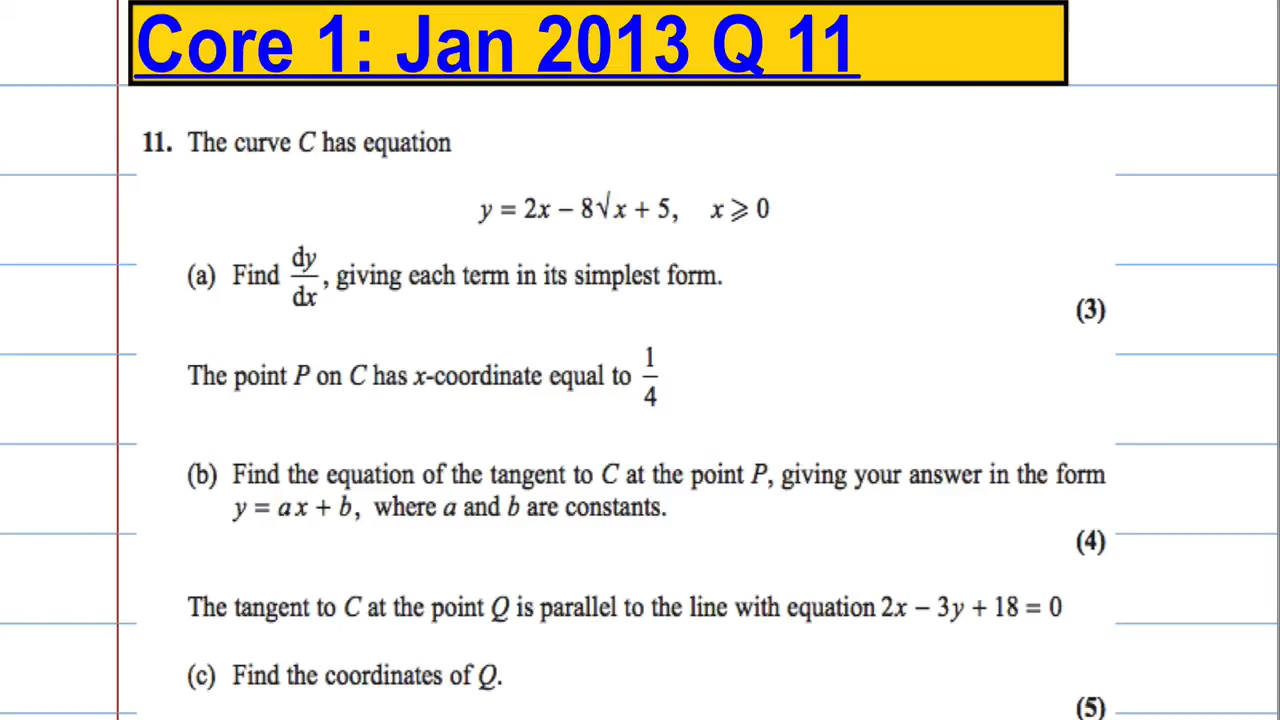 Core 1: Jan 2013 Q 11
11. The curve C has equation
y = 2x − 8√x + 5, x ⩾ 0
(a) Find dy/dx, giving each term in its simplest form.
(3)
The point P on C has x-coordinate equal to 1/4
(b) Find the equation of the tangent to C at the point P, giving your answer in the form
y = ax + b, where a and b are constants.
(4)
The tangent to C at the point Q is parallel to the line with equation 2x − 3y + 18 = 0
(c) Find the coordinates of Q.
(5)